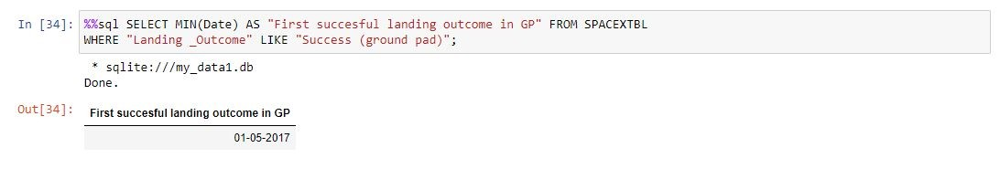 In [34]: %%sql SELECT MIN(Date) AS "First succesful landing outcome in GP" FROM SPACEXTBL
WHERE "Landing _Outcome" LIKE "Success (ground pad)";
* sqlite:///my_data1.db
Done.
Out[34]: First succesful landing outcome in GP
01-05-2017